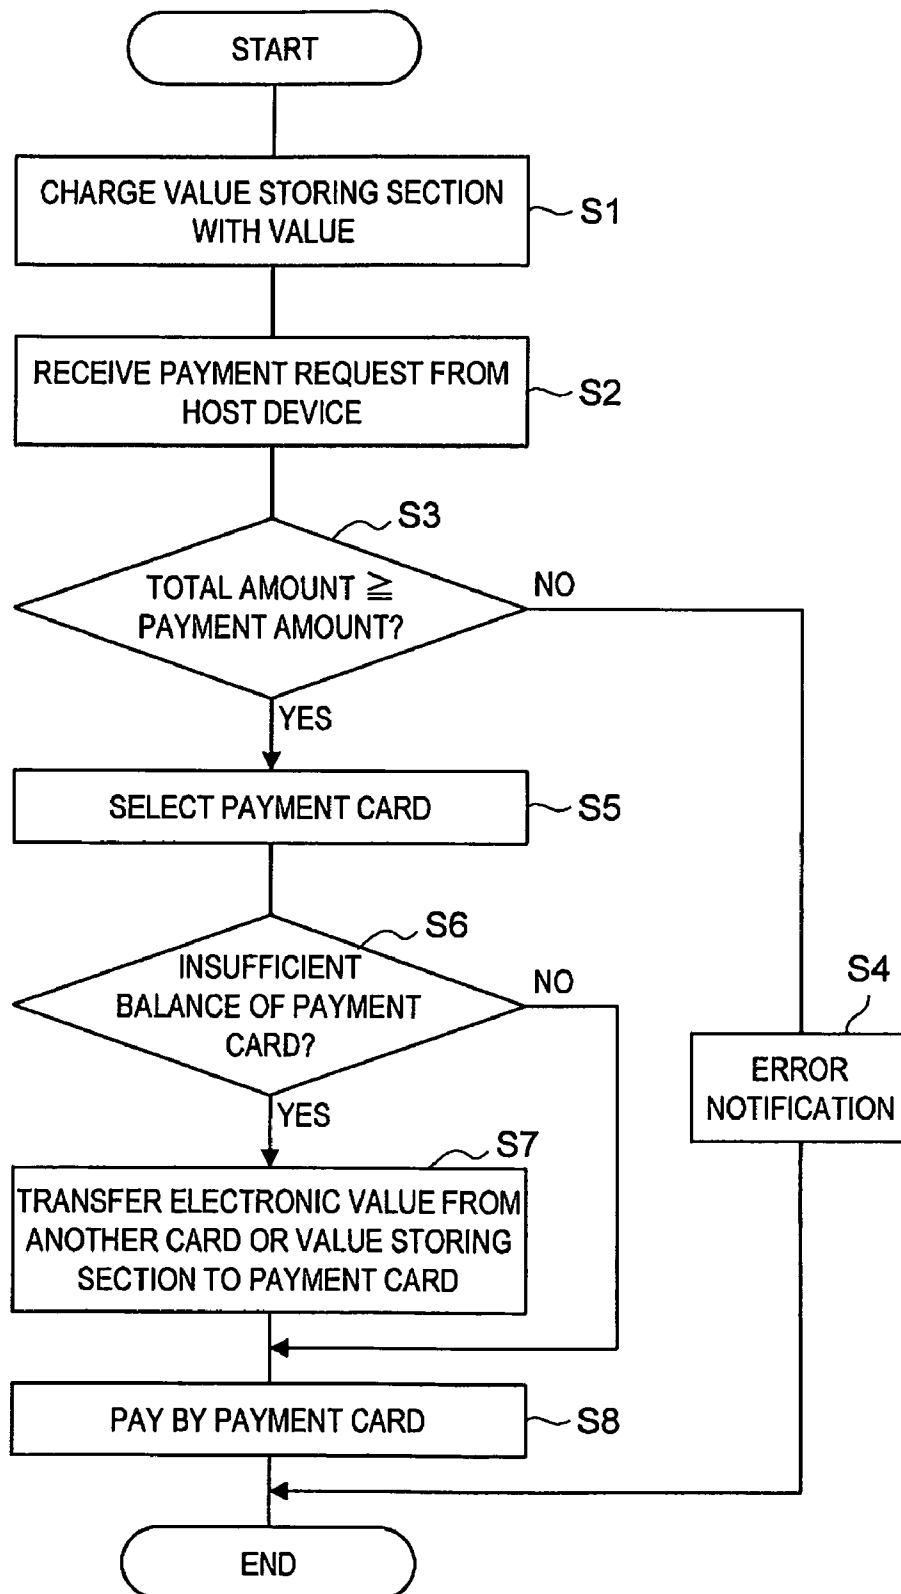 START
CHARGE VALUE STORING SECTION
WITH VALUE
S1
RECEIVE PAYMENT REQUEST FROM
HOST DEVICE
S2
S3
TOTAL AMOUNT ≧
PAYMENT AMOUNT?
NO
YES
SELECT PAYMENT CARD
S5
S6
INSUFFICIENT
BALANCE OF PAYMENT
CARD?
NO
YES
S4
ERROR
NOTIFICATION
S7
TRANSFER ELECTRONIC VALUE FROM
ANOTHER CARD OR VALUE STORING
SECTION TO PAYMENT CARD
PAY BY PAYMENT CARD
S8
END